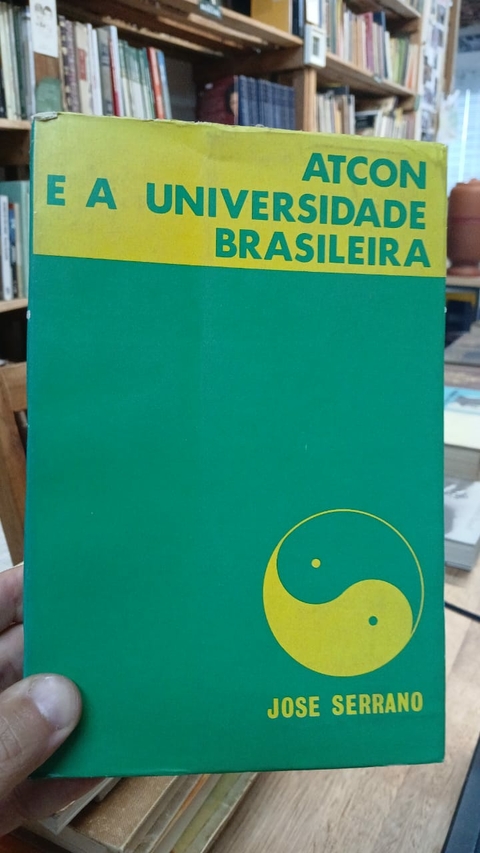 ATCON
E A UNIVERSIDADE
BRASILEIRA
JOSE SERRANO